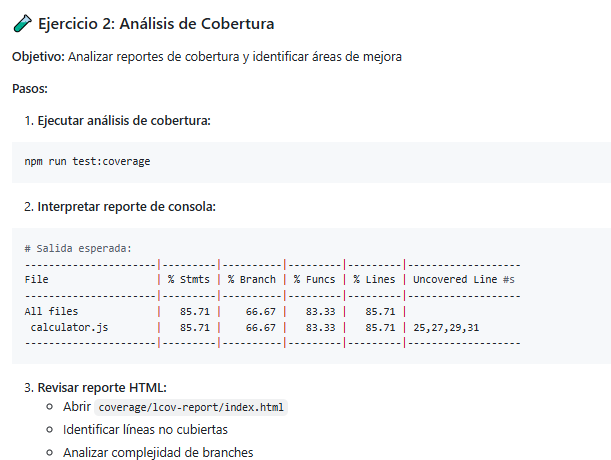 Ejercicio 2: Análisis de Cobertura
Objetivo: Analizar reportes de cobertura y identificar áreas de mejora
Pasos:
1. Ejecutar análisis de cobertura:
npm run test:coverage
2. Interpretar reporte de consola:
# Salida esperada:
---------------------|--------|----------|---------|---------|------------------
File                 | % Stmts | % Branch | % Funcs | % Lines | Uncovered Line #s
---------------------|--------|----------|---------|---------|------------------
All files            |   85.71 |    66.67 |   83.33 |   85.71 |
 calculator.js       |   85.71 |    66.67 |   83.33 |   85.71 | 25,27,29,31
---------------------|--------|----------|---------|---------|------------------
3. Revisar reporte HTML:
○ Abrir coverage/lcov-report/index.html
○ Identificar líneas no cubiertas
○ Analizar complejidad de branches